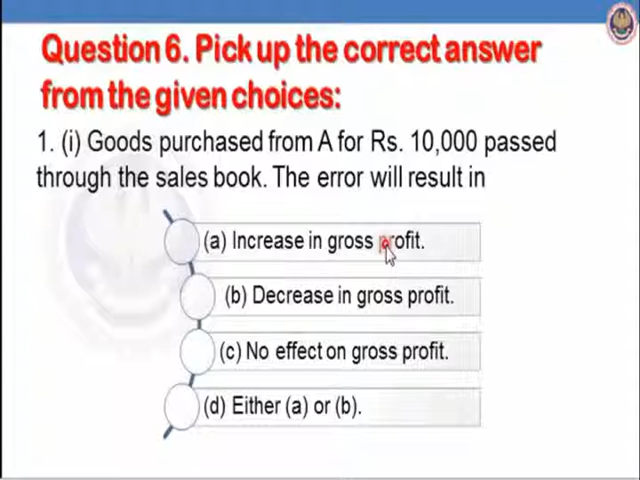 Question 6. Pick up the correct answer
from the given choices:
1. (i) Goods purchased from A for Rs. 10,000 passed
through the sales book. The error will result in
(a) Increase in gross profit.
(b) Decrease in gross profit.
(c) No effect on gross profit.
(d) Either (a) or (b).